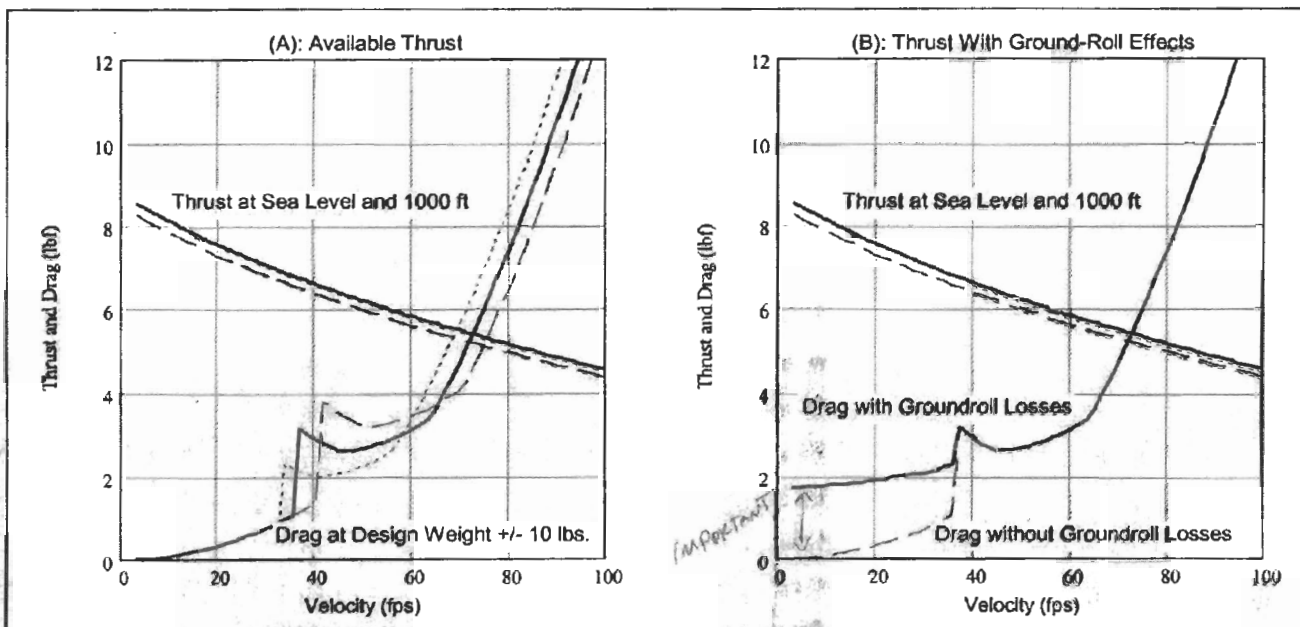 (A): Available Thrust
12
10
8
6
4
2
0
Thrust and Drag (lbf)
Thrust at Sea Level and 1000 ft
Drag at Design Weight +/- 10 lbs.
0
20
40
60
80
100
Velocity (fps)
(B): Thrust With Ground-Roll Effects
12
10
8
6
4
2
0
Thrust and Drag (lbf)
Thrust at Sea Level and 1000 ft
Drag with Groundroll Losses
IMPORTANT
Drag without Groundroll Losses
0
20
40
60
80
100
Velocity (fps)